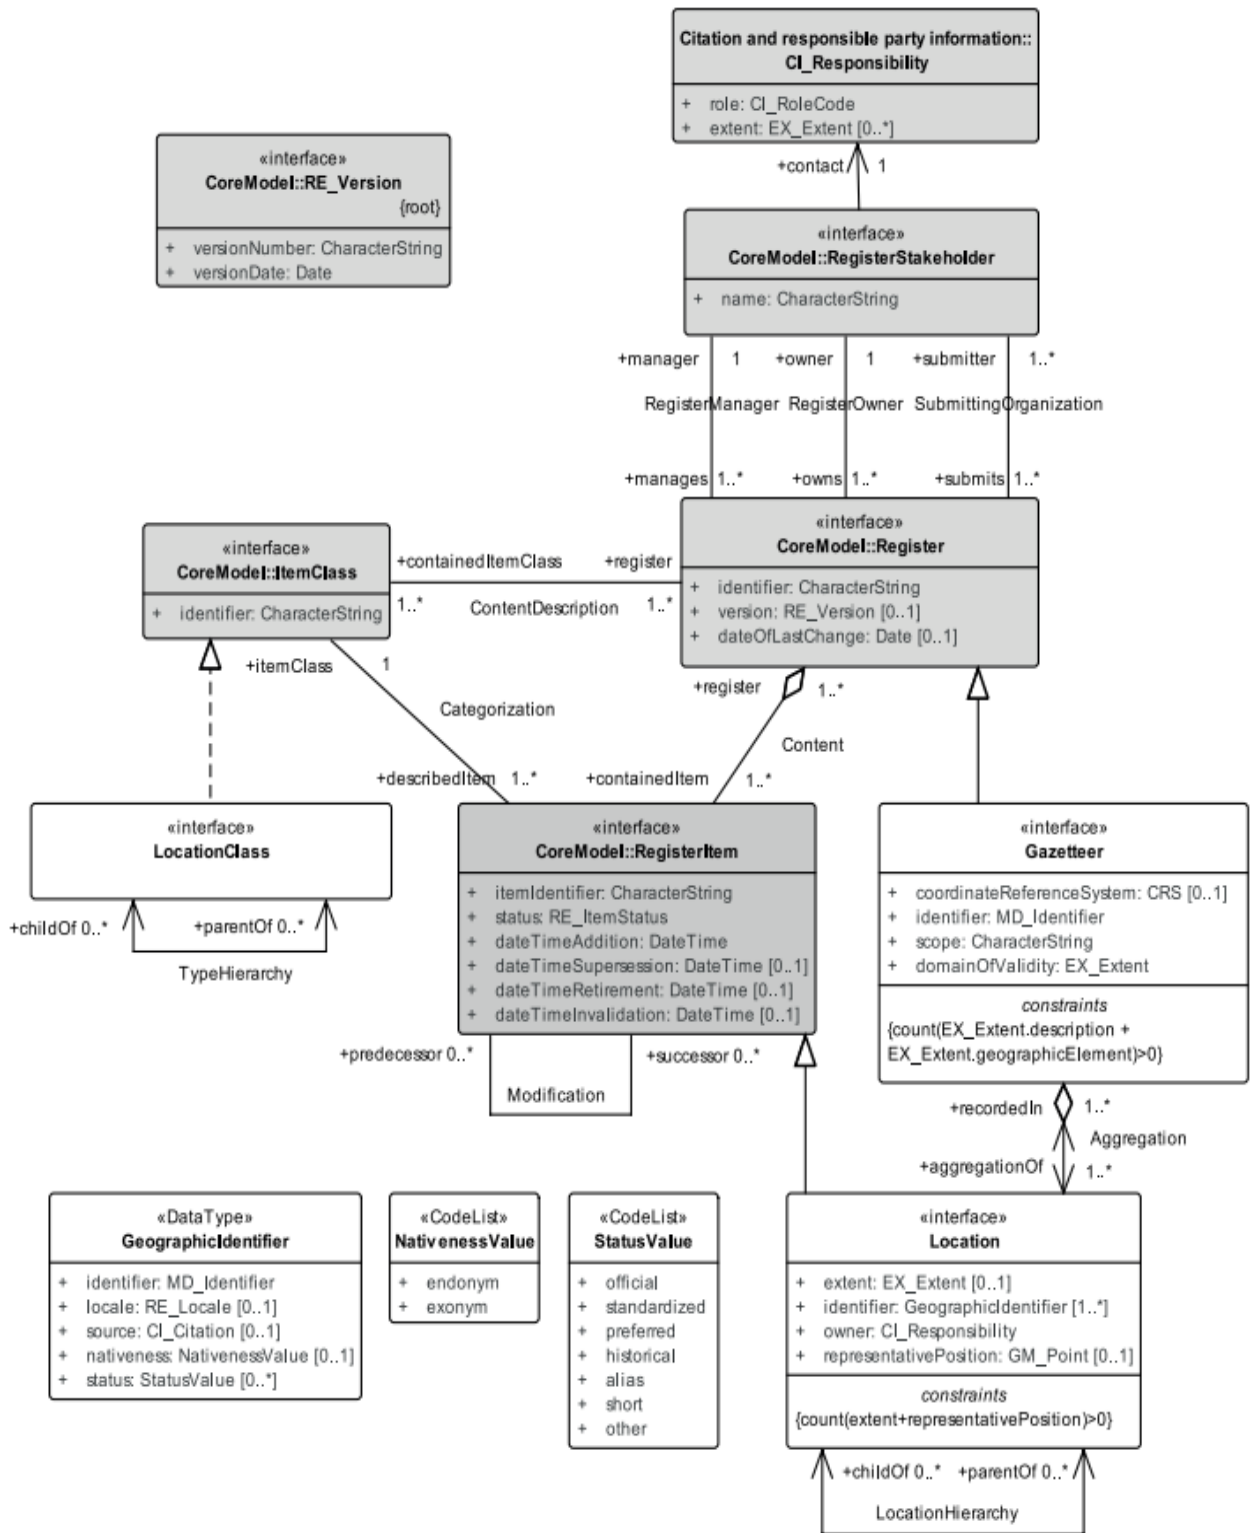 Citation and responsible party information::
CI_Responsibility
+ role: CI_RoleCode
+ extent: EX_Extent [0..*]
+contact 1
«interface»
CoreModel::RE_Version
{root}
+ versionNumber: CharacterString
+ versionDate: Date
«interface»
CoreModel::RegisterStakeholder
+ name: CharacterString
+manager 1 +owner 1 +submitter 1..*
RegisterManager RegisterOwner SubmittingOrganization
+manages 1..* +owns 1..* +submits 1..*
«interface»
CoreModel::ItemClass
+ identifier: CharacterString
+containedItemClass +register
1..* ContentDescription 1..*
«interface»
CoreModel::Register
+ identifier: CharacterString
+ version: RE_Version [0..1]
+ dateOfLastChange: Date [0..1]
+itemClass 1
Categorization
+describedItem 1..*
+register 1..*
Content
+containedItem 1..*
«interface»
LocationClass
+childOf 0..* +parentOf 0..*
TypeHierarchy
«interface»
CoreModel::RegisterItem
+ itemIdentifier: CharacterString
+ status: RE_ItemStatus
+ dateTimeAddition: DateTime
+ dateTimeSupersession: DateTime [0..1]
+ dateTimeRetirement: DateTime [0..1]
+ dateTimeInvalidation: DateTime [0..1]
+predecessor 0..* +successor 0..*
Modification
«interface»
Gazetteer
+ coordinateReferenceSystem: CRS [0..1]
+ identifier: MD_Identifier
+ scope: CharacterString
+ domainOfValidity: EX_Extent
constraints
{count(EX_Extent.description +
EX_Extent.geographicElement)>0}
+recordedIn 1..*
Aggregation
+aggregationOf 1..*
«DataType»
GeographicIdentifier
+ identifier: MD_Identifier
+ locale: RE_Locale [0..1]
+ source: CI_Citation [0..1]
+ nativeness: NativenessValue [0..1]
+ status: StatusValue [0..*]
«CodeList»
NativenessValue
+ endonym
+ exonym
«CodeList»
StatusValue
+ official
+ standardized
+ preferred
+ historical
+ alias
+ short
+ other
«interface»
Location
+ extent: EX_Extent [0..1]
+ identifier: GeographicIdentifier [1..*]
+ owner: CI_Responsibility
+ representativePosition: GM_Point [0..1]
constraints
{count(extent+representativePosition)>0}
+childOf 0..* +parentOf 0..*
LocationHierarchy